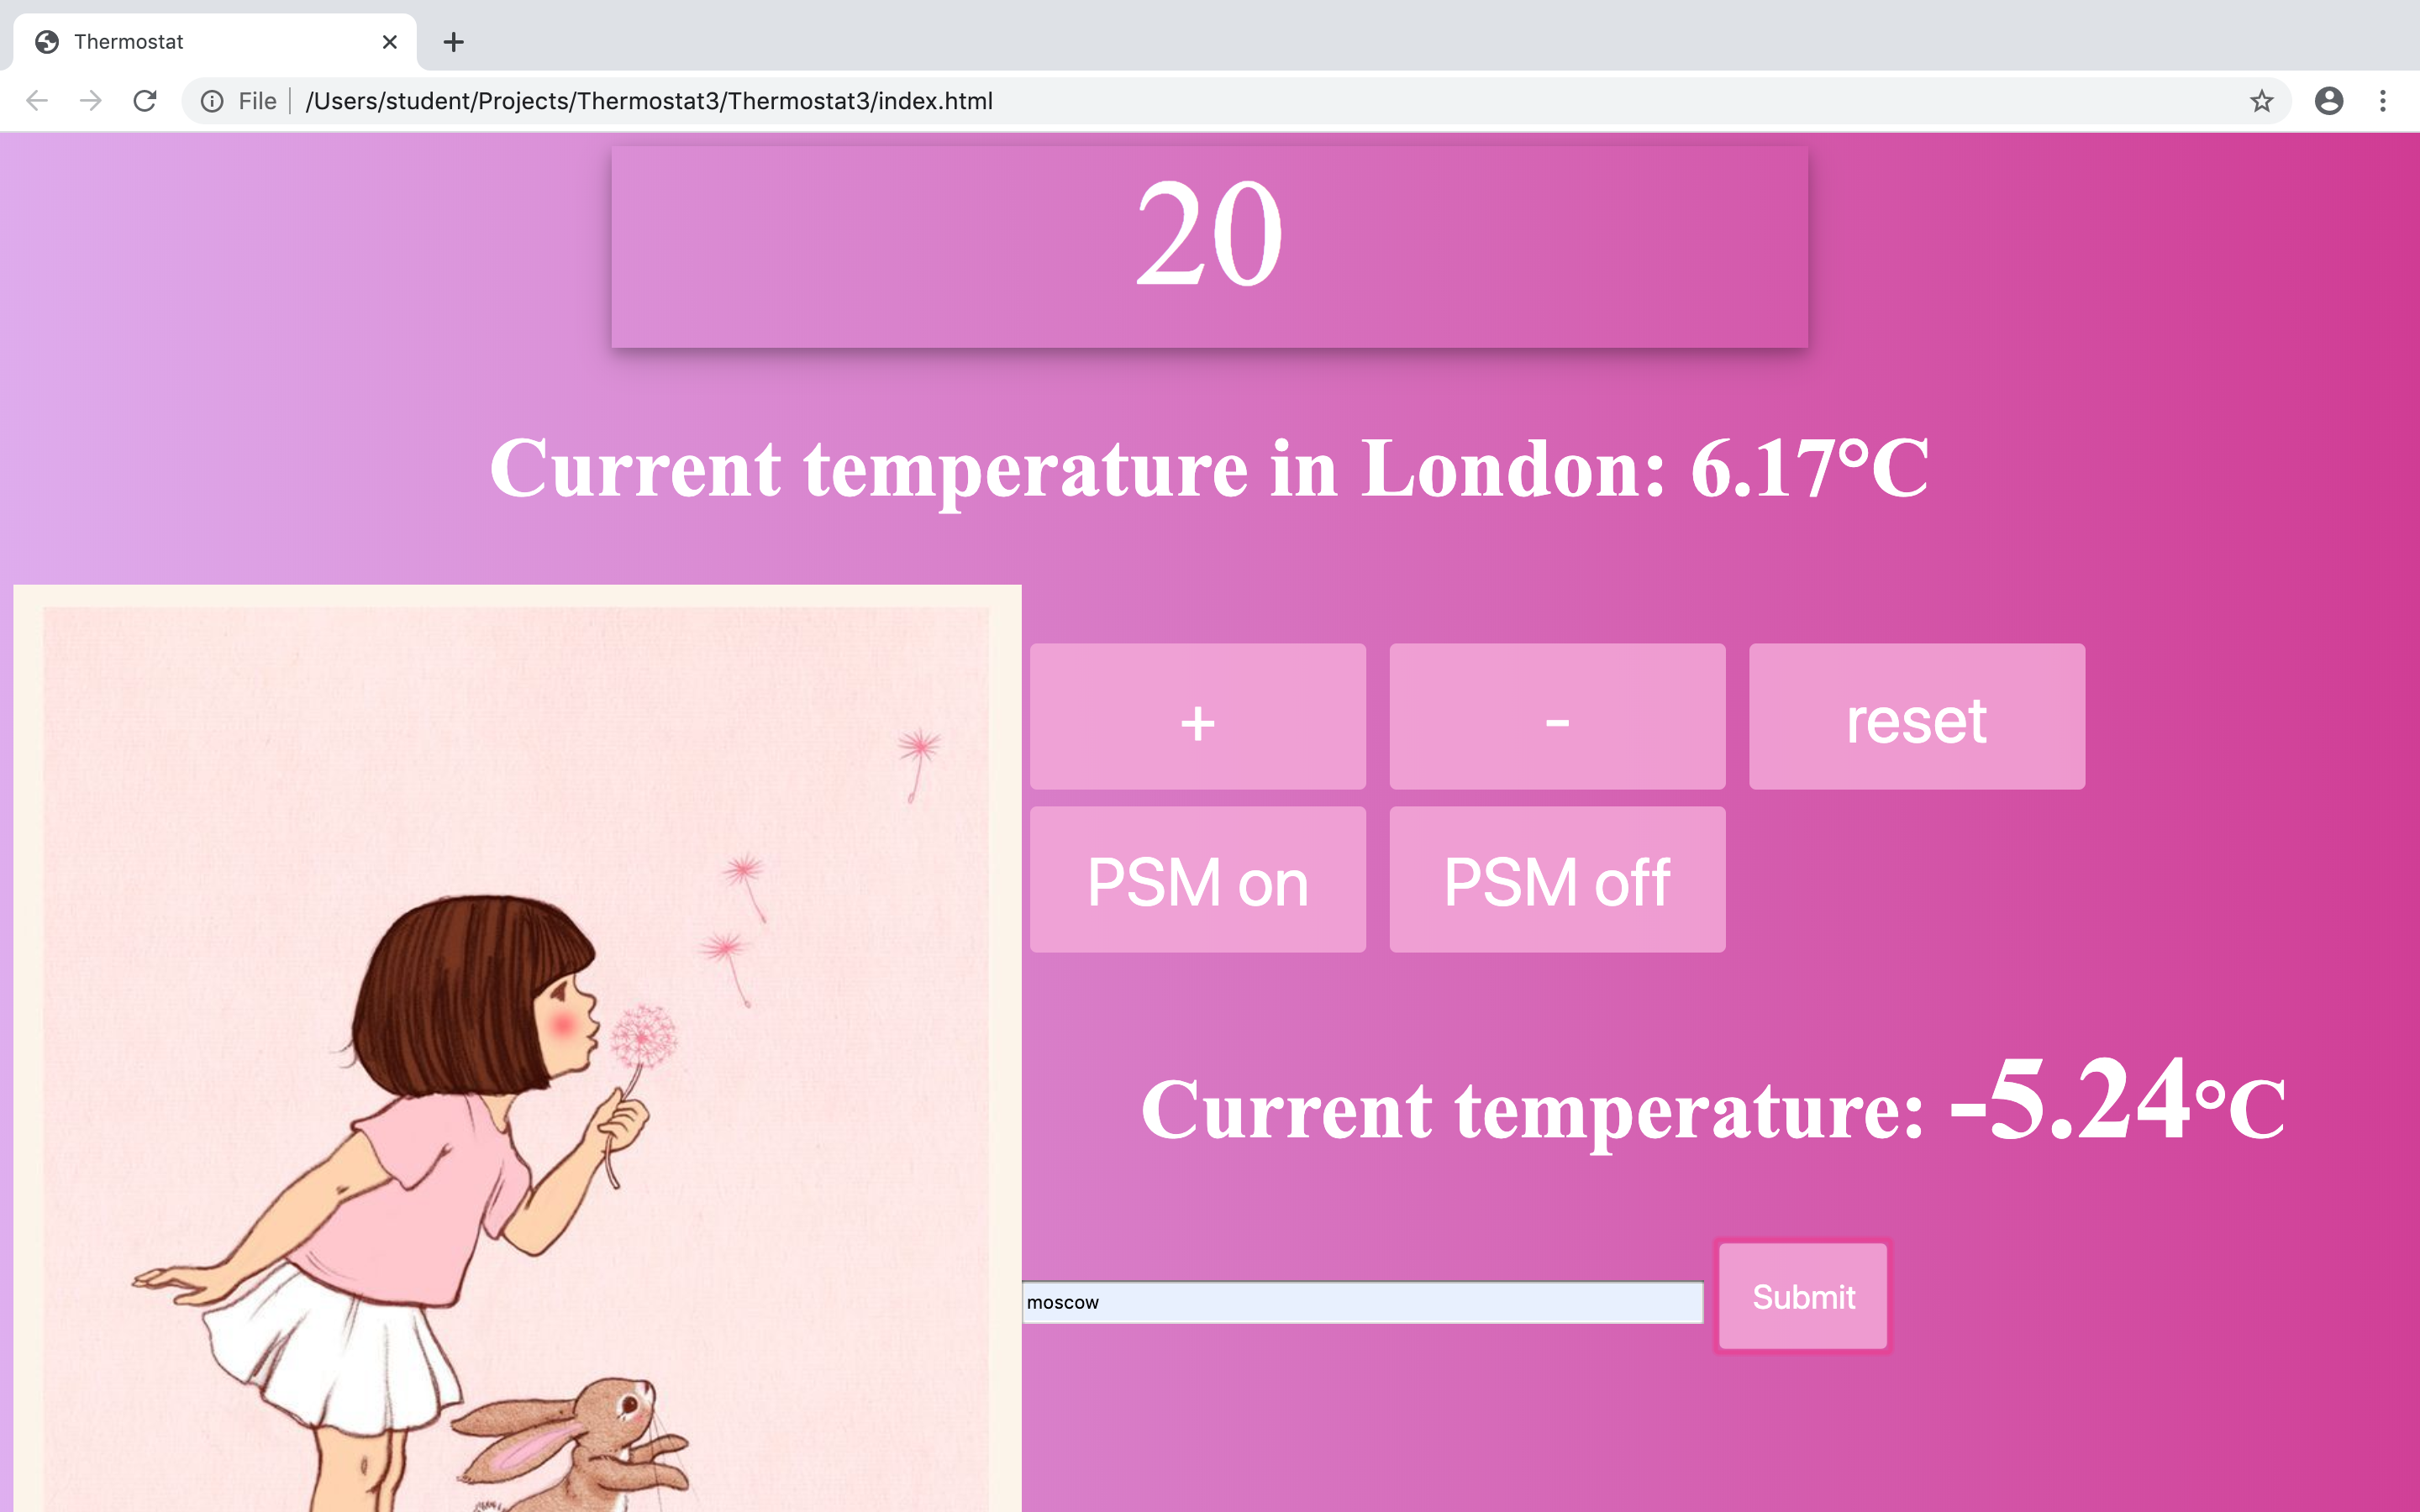 Thermostat
File /Users/student/Projects/Thermostat3/Thermostat3/index.html
20
Current temperature in London: 6.17°C
+ - reset
PSM on PSM off
Current temperature: -5.24°C
moscow Submit